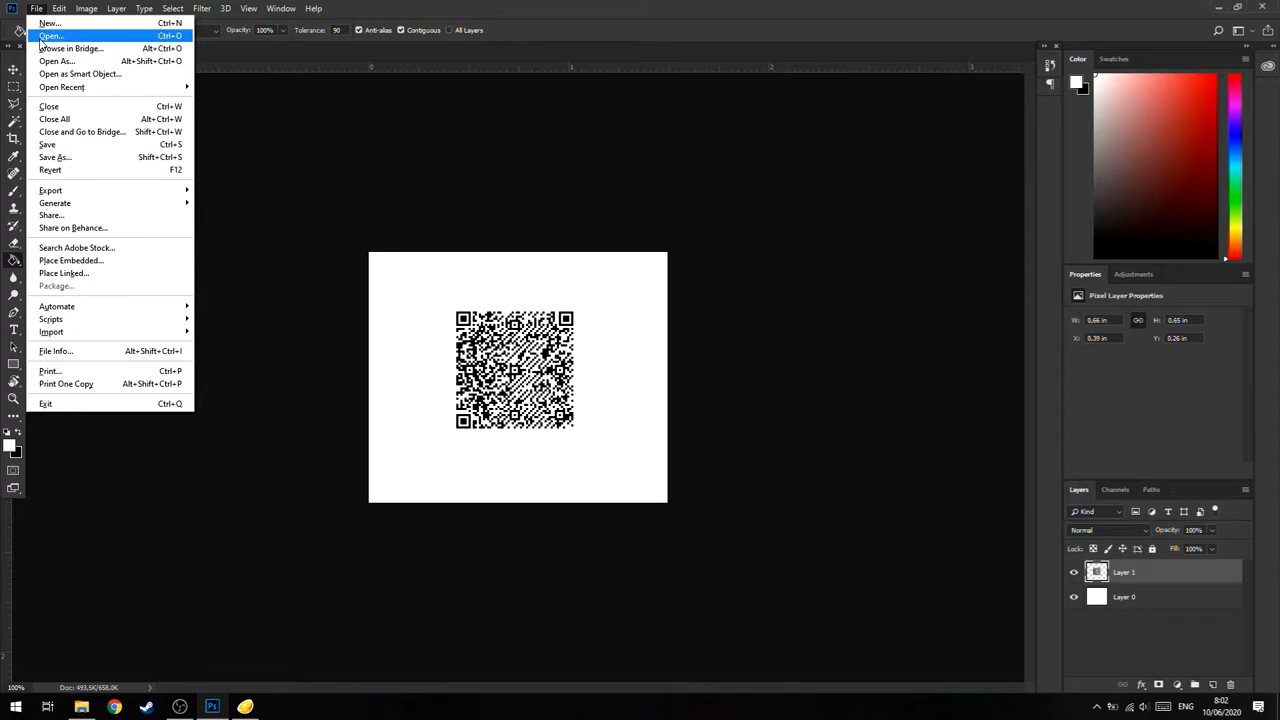 Ps File Edit Image Layer Type Select Filter 3D View Window Help
Opacity: 100% Tolerance: 90 Anti-alias Contiguous All Layers
New... Ctrl+N
Open... Ctrl+O
Browse in Bridge... Alt+Ctrl+O
Open As... Alt+Shift+Ctrl+O
Open as Smart Object...
Open Recent
Close Ctrl+W
Close All Alt+Ctrl+W
Close and Go to Bridge... Shift+Ctrl+W
Save Ctrl+S
Save As... Shift+Ctrl+S
Revert F12
Export
Generate
Share...
Share on Behance...
Search Adobe Stock...
Place Embedded...
Place Linked...
Package...
Automate
Scripts
Import
File Info... Alt+Shift+Ctrl+I
Print... Ctrl+P
Print One Copy Alt+Shift+Ctrl+P
Exit Ctrl+Q
0 1 2 3
Color Swatches
Properties Adjustments
Pixel Layer Properties
W: 0,66 in H: 0,65 in
X: 0,39 in Y: 0,26 in
Layers Channels Paths
Kind
Normal Opacity: 100%
Lock: Fill: 100%
Layer 1
Layer 0
100% Doc: 493,5K/658,0K
Ps ENG 8:02
10/06/2020